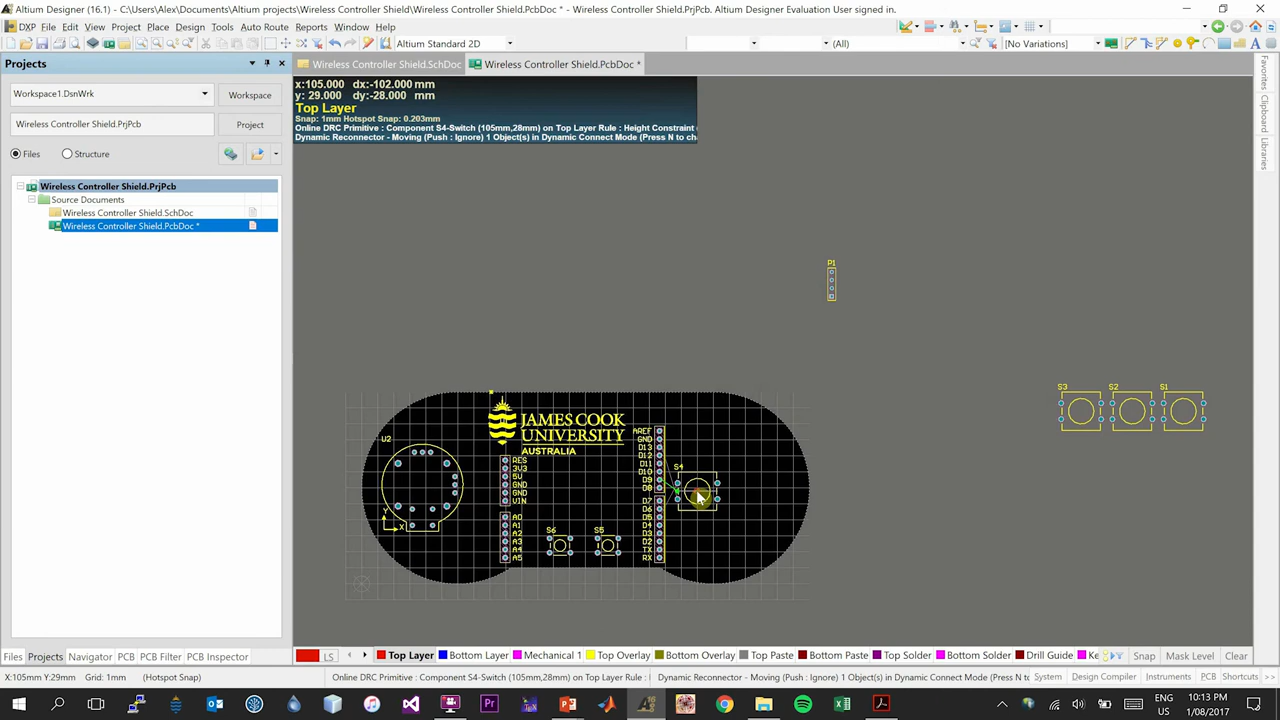 Altium Designer (16.1) - C:\Users\Alex\Documents\Altium projects\Wireless Controller Shield\Wireless Controller Shield.PcbDoc * - Wireless Controller Shield.PrjPcb. Altium Designer Evaluation User signed in.
DXP File Edit View Project Place Design Tools Auto Route Reports Window Help
Altium Standard 2D (All) [No Variations]
Projects
Wireless Controller Shield.SchDoc Wireless Controller Shield.PcbDoc *
Workspace1.DsnWrk Workspace
Wireless Controller Shield.PrjPcb Project
Files Structure
Wireless Controller Shield.PrjPcb
Source Documents
Wireless Controller Shield.SchDoc
Wireless Controller Shield.PcbDoc *
x:105.000 dx:-102.000 mm
y: 29.000 dy:-28.000 mm
Top Layer
Snap: 1mm Hotspot Snap: 0.203mm
Online DRC Primitive : Component S4-Switch (105mm,28mm) on Top Layer Rule : Height Constraint
Dynamic Reconnector - Moving (Push : Ignore) 1 Object(s) in Dynamic Connect Mode (Press N to ch
Favorites
Clipboard
Libraries
P1
S3 S2 S1
U2
Y
X
JAMES COOK
UNIVERSITY
AUSTRALIA
RES
3V3
5V
GND
GND
VIN
A0
A1
A2
A3
A4
A5
AREF
GND
D13
D12
D11
D10
D9
D8
D7
D6
D5
D4
D3
D2
TX
RX
S4
S6 S5
Files Projects Navigator PCB PCB Filter PCB Inspector
LS Top Layer Bottom Layer Mechanical 1 Top Overlay Bottom Overlay Top Paste Bottom Paste Top Solder Bottom Solder Drill Guide Ke Snap Mask Level Clear
X:105mm Y:29mm Grid: 1mm (Hotspot Snap) Online DRC Primitive : Component S4-Switch (105mm,28mm) on Top Layer Rule : Dynamic Reconnector - Moving (Push : Ignore) 1 Object(s) in Dynamic Connect Mode (Press N to System Design Compiler Instruments PCB Shortcuts
ENG
US
10:13 PM
1/08/2017